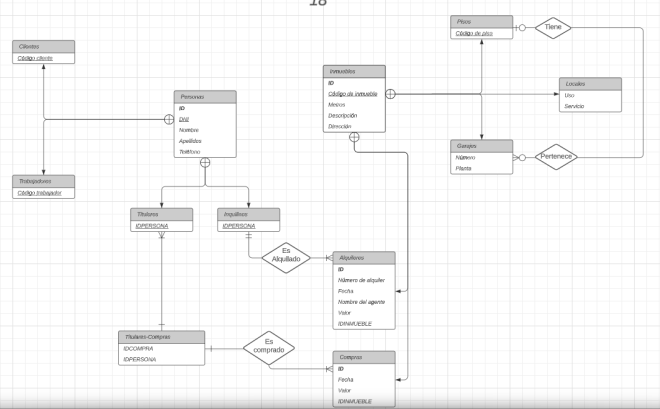 18
Pisos
Código de piso
Tiene
Clientes
Código cliente
Inmuebles
ID
Código de inmueble
Metros
Descripción
Dirección
Locales
Uso
Servicio
Personas
ID
DNI
Nombre
Apellidos
Teléfono
Garajes
Número
Planta
Pertenece
Trabajadores
Código trabajador
Titulares
IDPERSONA
Inquilinos
IDPERSONA
Es
Alquilado
Alquileres
ID
Número de alquiler
Fecha
Nombre del agente
Valor
IDINMUEBLE
Titulares-Compras
IDCOMPRA
IDPERSONA
Es
comprado
Compras
ID
Fecha
Valor
IDINMUEBLE